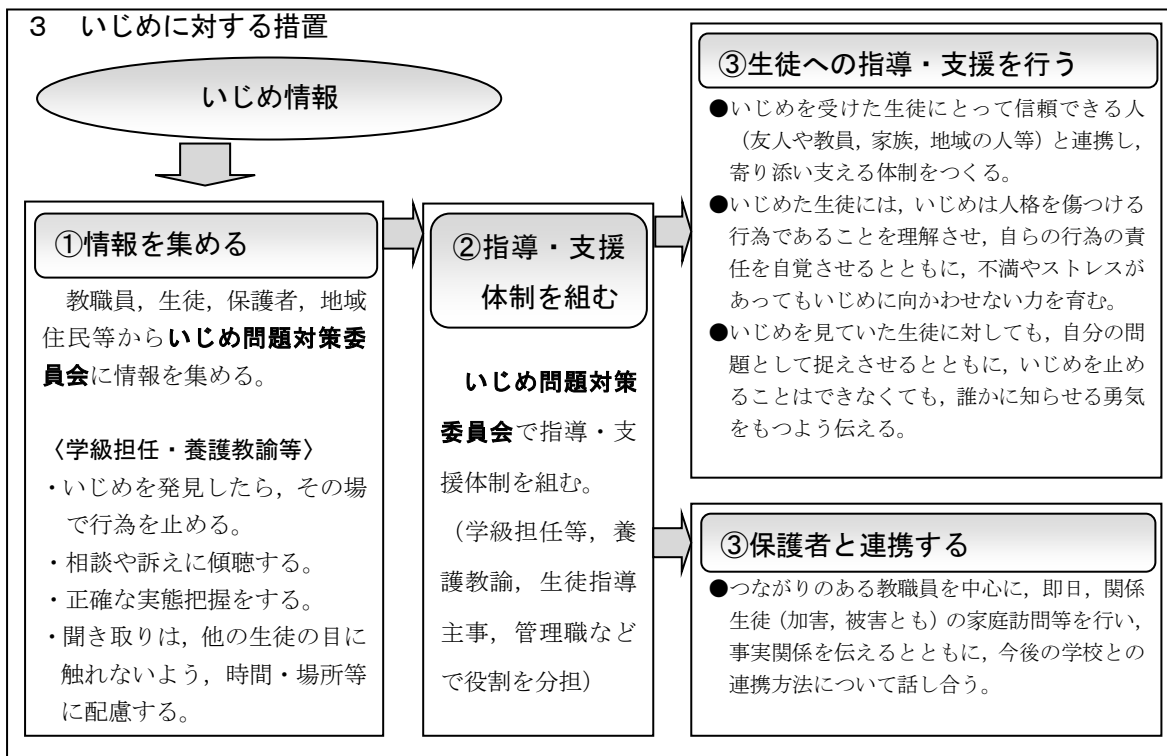 3 いじめに対する措置
いじめ情報
①情報を集める
教職員，生徒，保護者，地域
住民等からいじめ問題対策委
員会に情報を集める。
〈学級担任・養護教諭等〉
・いじめを発見したら，その場
で行為を止める。
・相談や訴えに傾聴する。
・正確な実態把握をする。
・聞き取りは，他の生徒の目に
触れないよう，時間・場所等
に配慮する。
②指導・支援
体制を組む
いじめ問題対策
委員会で指導・支
援体制を組む。
（学級担任等，養
護教諭，生徒指導
主事，管理職など
で役割を分担）
③生徒への指導・支援を行う
●いじめを受けた生徒にとって信頼できる人
（友人や教員，家族，地域の人等）と連携し，
寄り添い支える体制をつくる。
●いじめた生徒には，いじめは人格を傷つける
行為であることを理解させ，自らの行為の責
任を自覚させるとともに，不満やストレスが
あってもいじめに向かわせない力を育む。
●いじめを見ていた生徒に対しても，自分の問
題として捉えさせるとともに，いじめを止め
ることはできなくても，誰かに知らせる勇気
をもつよう伝える。
③保護者と連携する
●つながりのある教職員を中心に，即日，関係
生徒（加害，被害とも）の家庭訪問等を行い，
事実関係を伝えるとともに，今後の学校との
連携方法について話し合う。